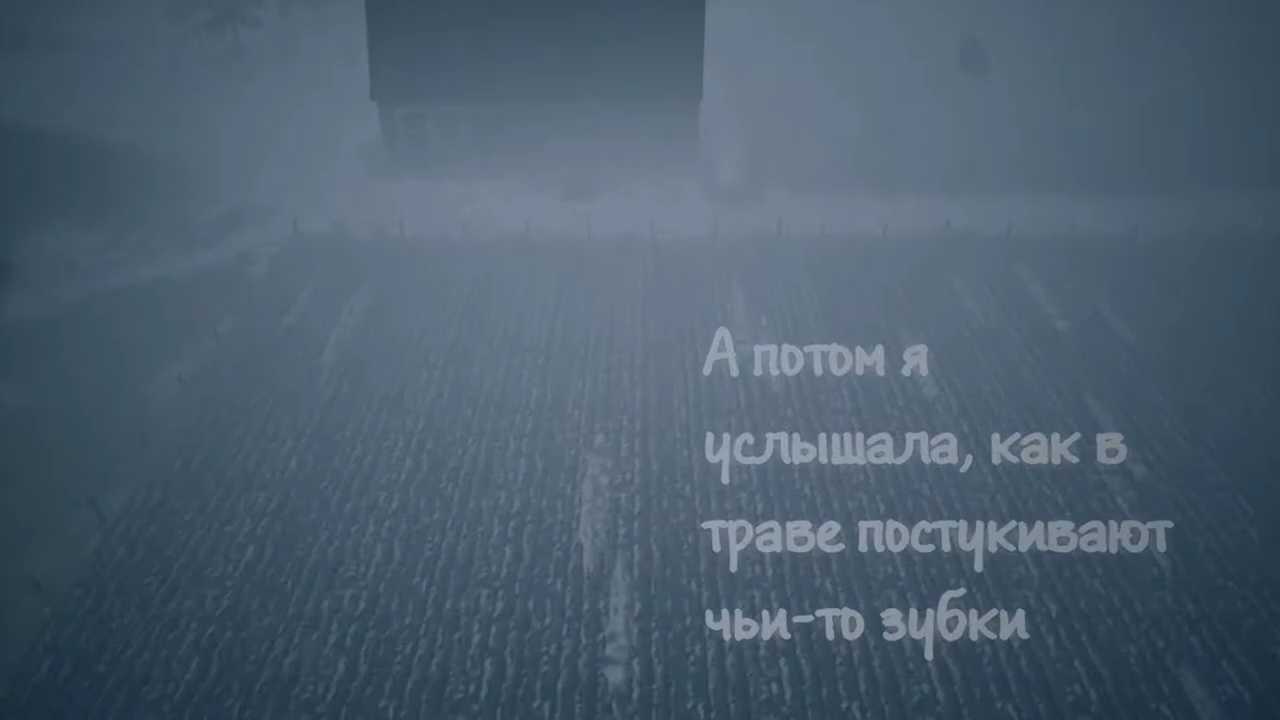 А потом я
услышала, как в
траве постукивают
чьи-то зубки